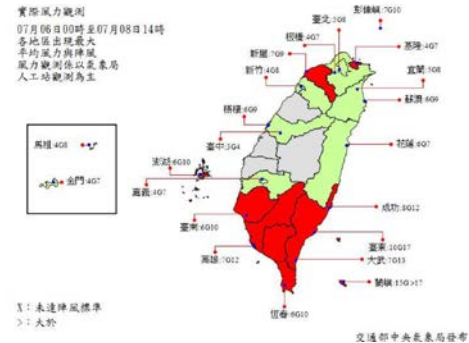 實際風力觀測
07月06日00時至07月08日14時
各地區出現最大
平均風力與陣風
風力觀測係以氣象局
人工站觀測為主
彭佳嶼:7G10
臺北:3G8
板橋:4G7
基隆:4G7
新屋:7G9
宜蘭:5G8
新竹:4G8
蘇澳:6G9
梧棲:6G9
馬祖:4G8
花蓮:6G7
臺中:3G4
澎湖:6G10
金門:4G7
嘉義:4G7
成功:8G12
臺南:6G10
臺東:10G17
高雄:7G12
大武:7G13
蘭嶼:15G>17
恆春:6G10
X:未達陣風標準
>:大於
交通部中央氣象局發布